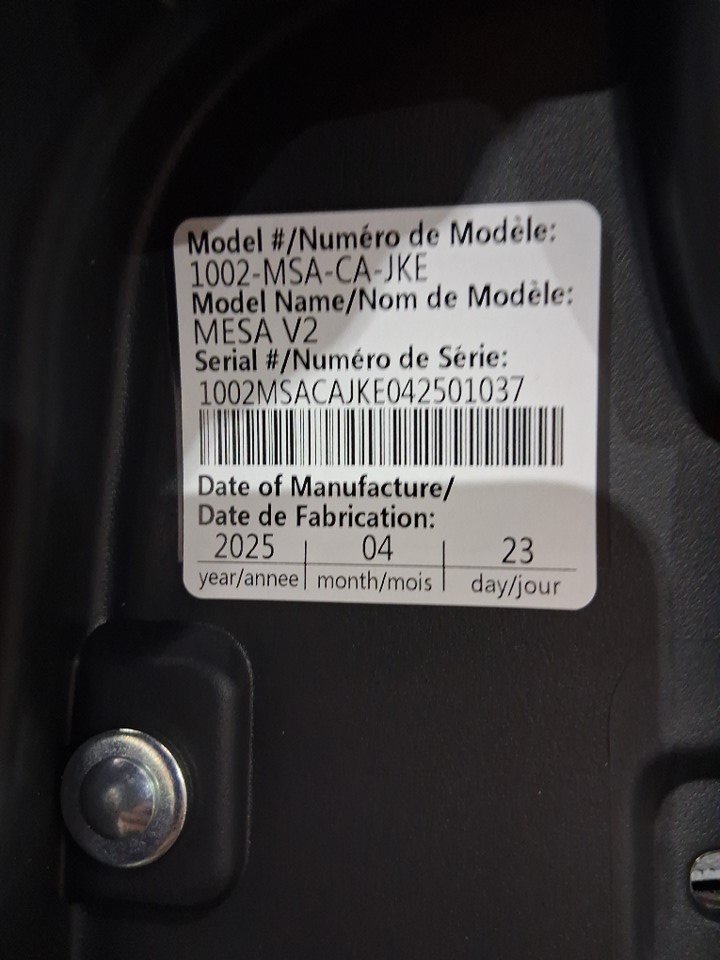 Model #/Numéro de Modèle:
1002-MSA-CA-JKE
Model Name/Nom de Modèle:
MESA V2
Serial #/Numéro de Série:
1002MSACAJKE042501037
Date of Manufacture/
Date de Fabrication:
2025 04 23
year/annee month/mois day/jour